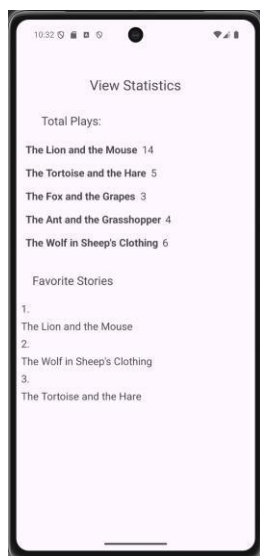 10:32
View Statistics
Total Plays:
The Lion and the Mouse 14
The Tortoise and the Hare 5
The Fox and the Grapes 3
The Ant and the Grasshopper 4
The Wolf in Sheep's Clothing 6
Favorite Stories
1.
The Lion and the Mouse
2.
The Wolf in Sheep's Clothing
3.
The Tortoise and the Hare